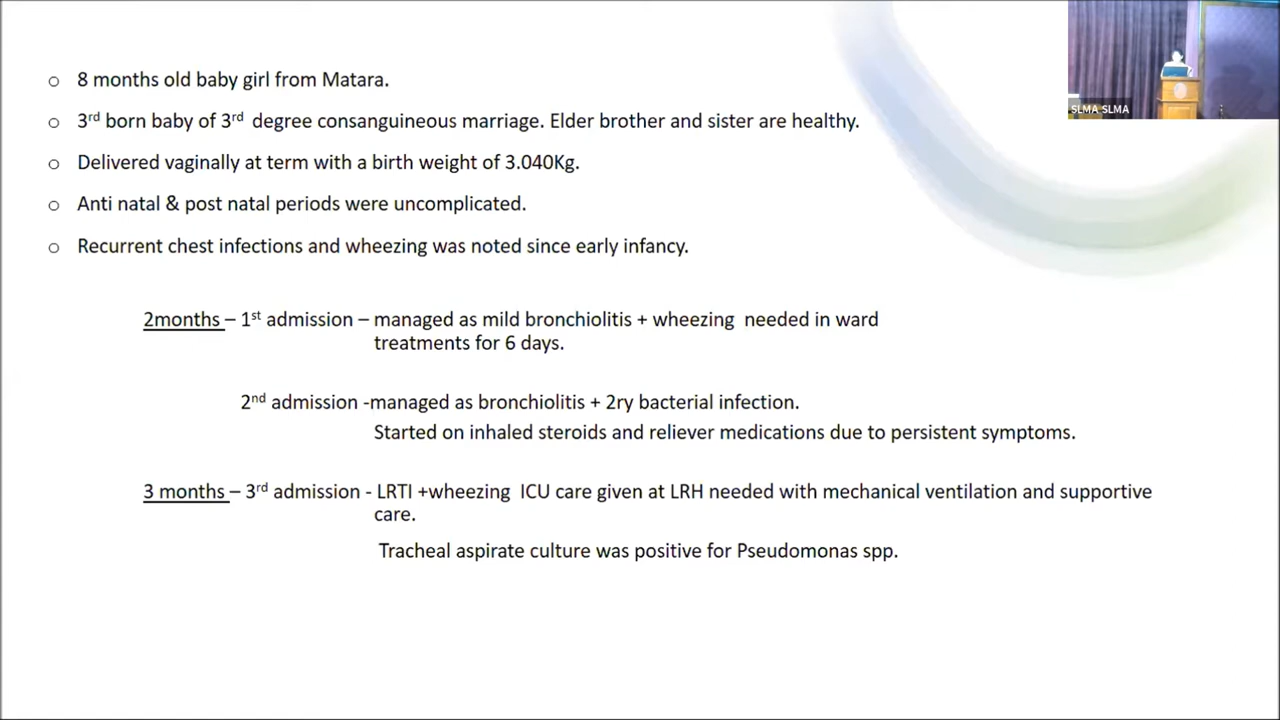 SLMA SLMA
o 8 months old baby girl from Matara.
o 3rd born baby of 3rd degree consanguineous marriage. Elder brother and sister are healthy.
o Delivered vaginally at term with a birth weight of 3.040Kg.
o Anti natal & post natal periods were uncomplicated.
o Recurrent chest infections and wheezing was noted since early infancy.
2months – 1st admission – managed as mild bronchiolitis + wheezing needed in ward
treatments for 6 days.
2nd admission -managed as bronchiolitis + 2ry bacterial infection.
Started on inhaled steroids and reliever medications due to persistent symptoms.
3 months – 3rd admission - LRTI +wheezing ICU care given at LRH needed with mechanical ventilation and supportive
care.
Tracheal aspirate culture was positive for Pseudomonas spp.